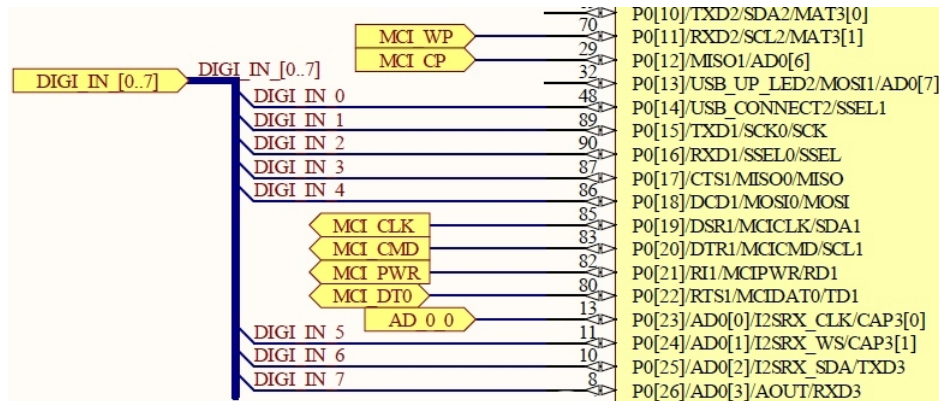 P0[10]/TXD2/SDA2/MAT3[0]
MCI_WP 70 P0[11]/RXD2/SCL2/MAT3[1]
MCI_CP 29 P0[12]/MISO1/AD0[6]
DIGI_IN_[0..7] DIGI_IN_[0..7] 32 P0[13]/USB_UP_LED2/MOSI1/AD0[7]
DIGI_IN_0 48 P0[14]/USB_CONNECT2/SSEL1
DIGI_IN_1 89 P0[15]/TXD1/SCK0/SCK
DIGI_IN_2 90 P0[16]/RXD1/SSEL0/SSEL
DIGI_IN_3 87 P0[17]/CTS1/MISO0/MISO
DIGI_IN_4 86 P0[18]/DCD1/MOSI0/MOSI
MCI_CLK 85 P0[19]/DSR1/MCICLK/SDA1
MCI_CMD 83 P0[20]/DTR1/MCICMD/SCL1
MCI_PWR 82 P0[21]/RI1/MCIPWR/RD1
MCI_DT0 80 P0[22]/RTS1/MCIDAT0/TD1
AD_0_0 13 P0[23]/AD0[0]/I2SRX_CLK/CAP3[0]
DIGI_IN_5 11 P0[24]/AD0[1]/I2SRX_WS/CAP3[1]
DIGI_IN_6 10 P0[25]/AD0[2]/I2SRX_SDA/TXD3
DIGI_IN_7 8 P0[26]/AD0[3]/AOUT/RXD3